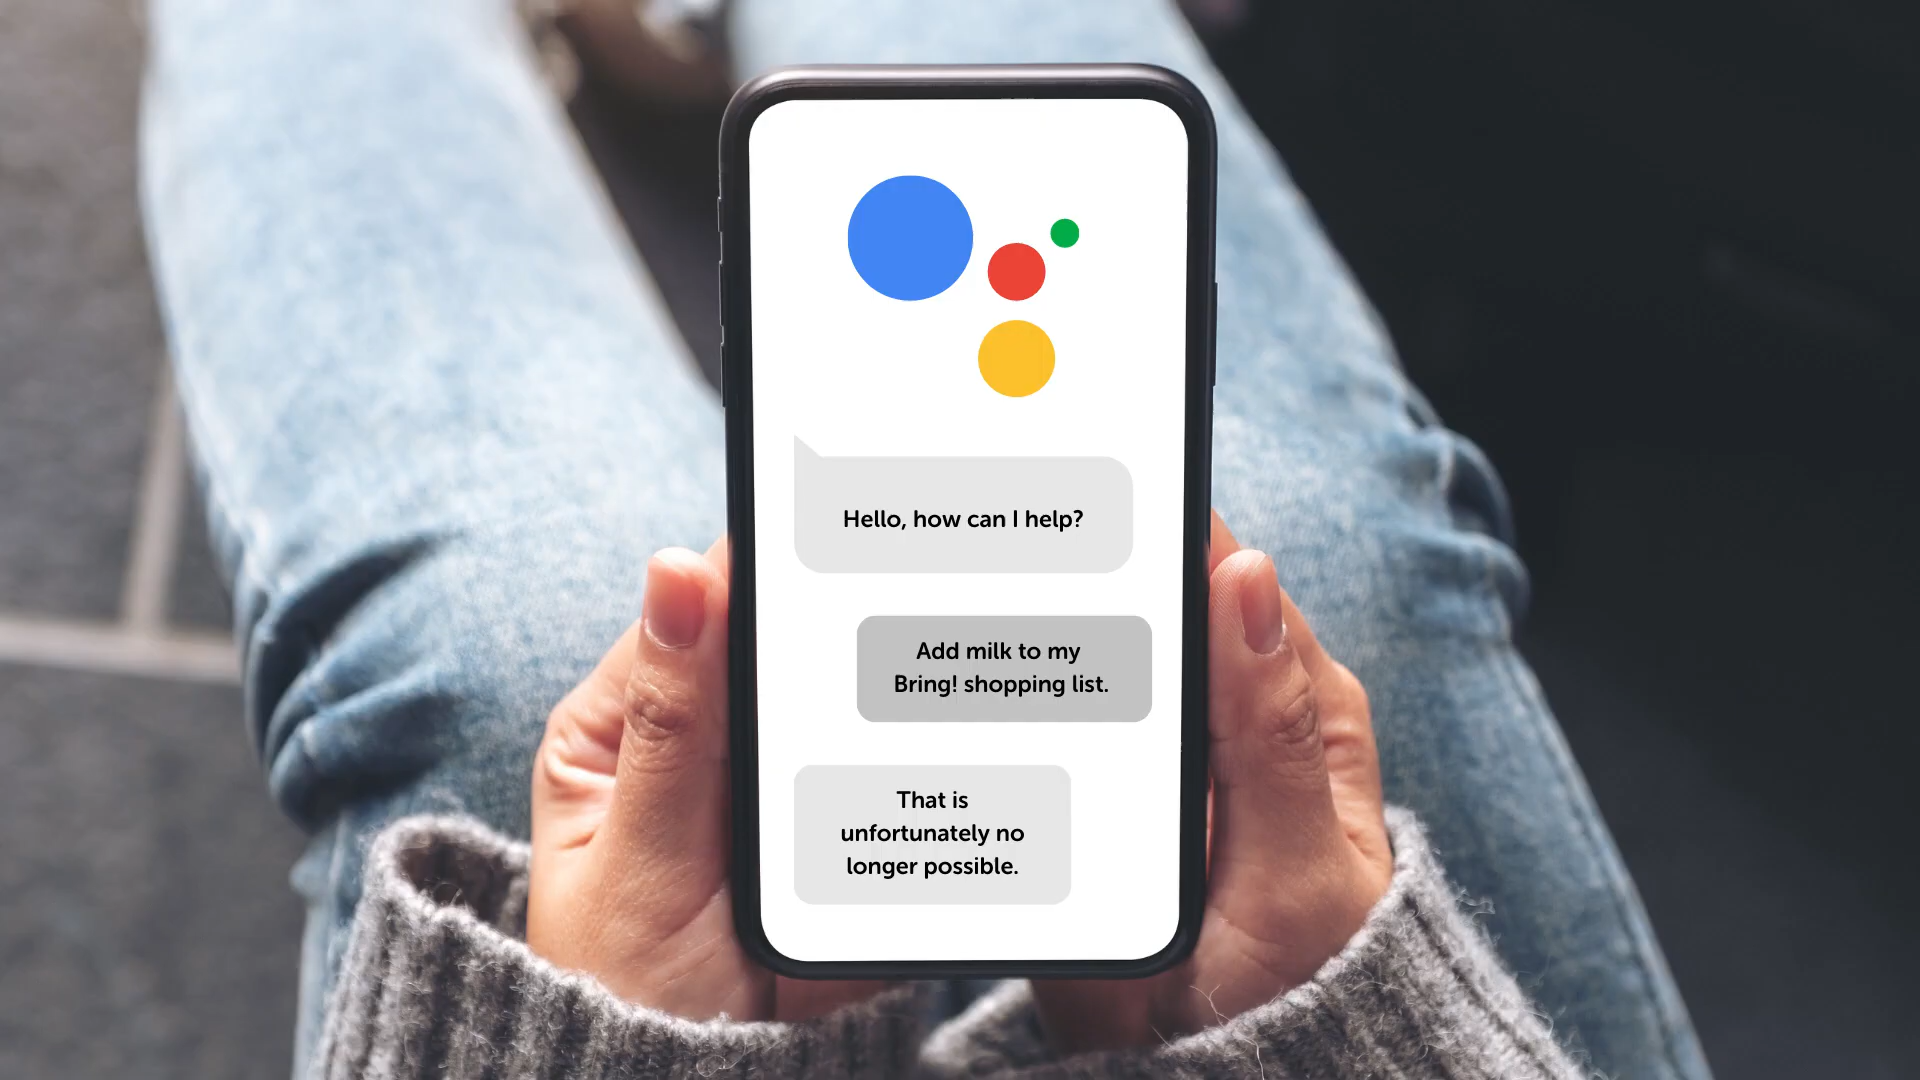 Hello, how can I help?
Add milk to my
Bring! shopping list.
That is
unfortunately no
longer possible.